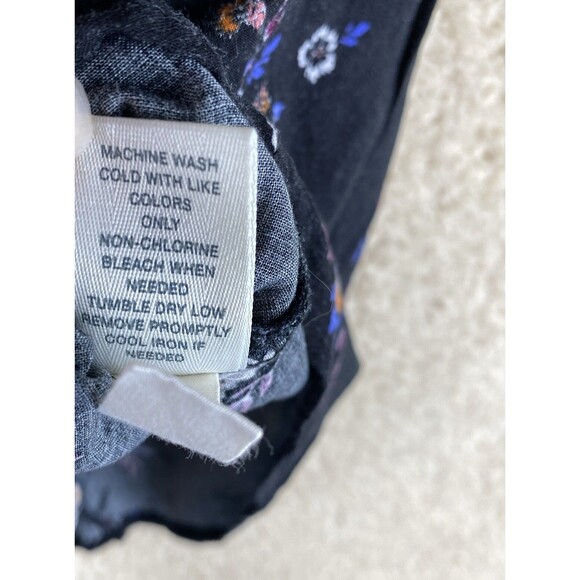 MACHINE WASH
COLD WITH LIKE
COLORS
ONLY
NON-CHLORINE
BLEACH WHEN
NEEDED
TUMBLE DRY LOW
REMOVE PROMPTLY
COOL IRON IF
NEEDED